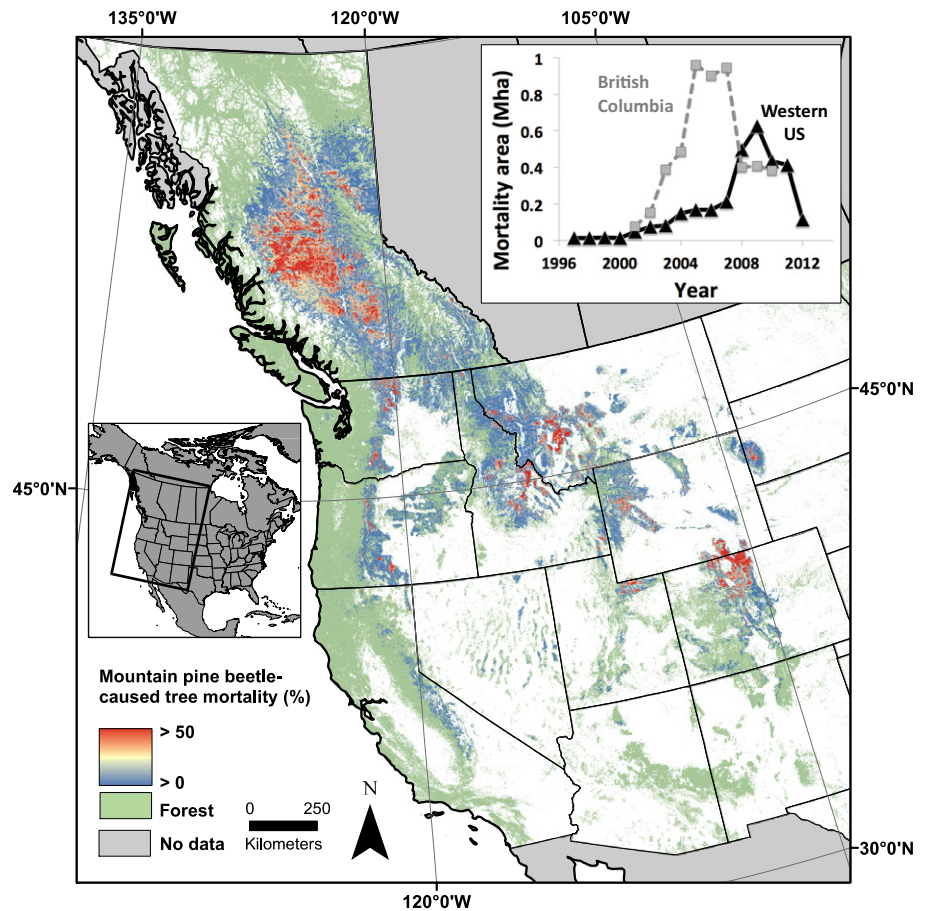 135°0'W
120°0'W
105°0'W
Mortality area (Mha)
1
0.8
0.6
0.4
0.2
0
British
Columbia
Western
US
1996
2000
2004
2008
2012
Year
45°0'N
45°0'N
Mountain pine beetle-
caused tree mortality (%)
> 50
> 0
Forest
No data
0
250
Kilometers
N
30°0'N
120°0'W